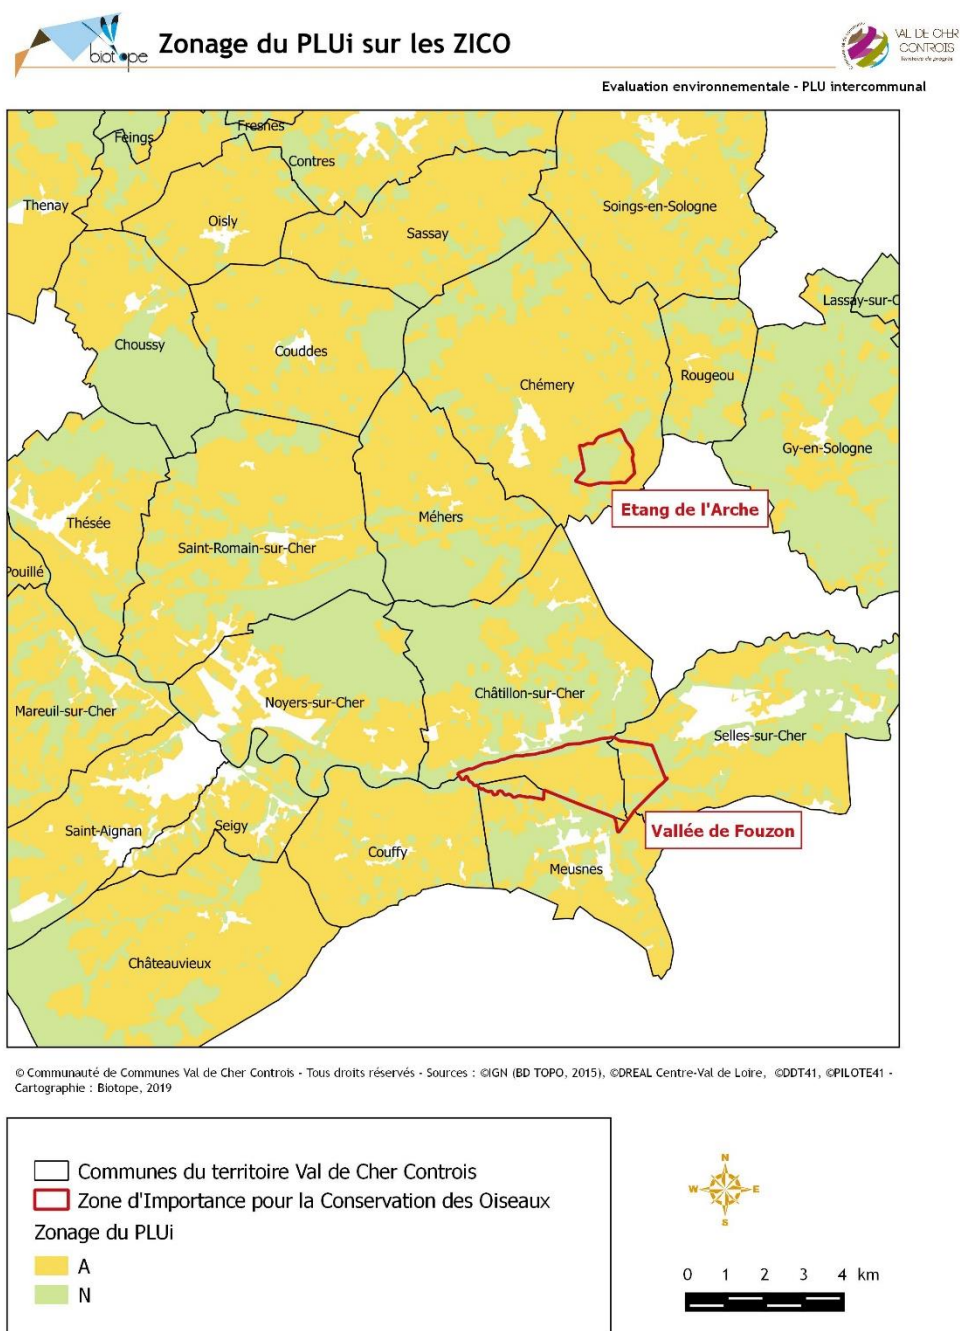 biotope
Zonage du PLUi sur les ZICO
VAL DE CHER
CONTROIS
Territoire de progrès
Evaluation environnementale - PLU intercommunal
Fresnes
Feings
Contres
Thenay
Soings-en-Sologne
Oisly
Sassay
Lassay-sur-C
Choussy
Couddes
Rougeou
Chémery
Gy-en-Sologne
Etang de l'Arche
Thésée
Méhers
Saint-Romain-sur-Cher
Pouillé
Châtillon-sur-Cher
Noyers-sur-Cher
Mareuil-sur-Cher
Selles-sur-Cher
Seigy
Saint-Aignan
Vallée de Fouzon
Couffy
Meusnes
Châteauvieux
© Communauté de Communes Val de Cher Controis - Tous droits réservés - Sources : ©IGN (BD TOPO, 2015), ©DREAL Centre-Val de Loire, ©DDT41, ©PILOTE41 -
Cartographie : Biotope, 2019
Communes du territoire Val de Cher Controis
Zone d'Importance pour la Conservation des Oiseaux
Zonage du PLUi
A
N
N
W E
S
0 1 2 3 4 km